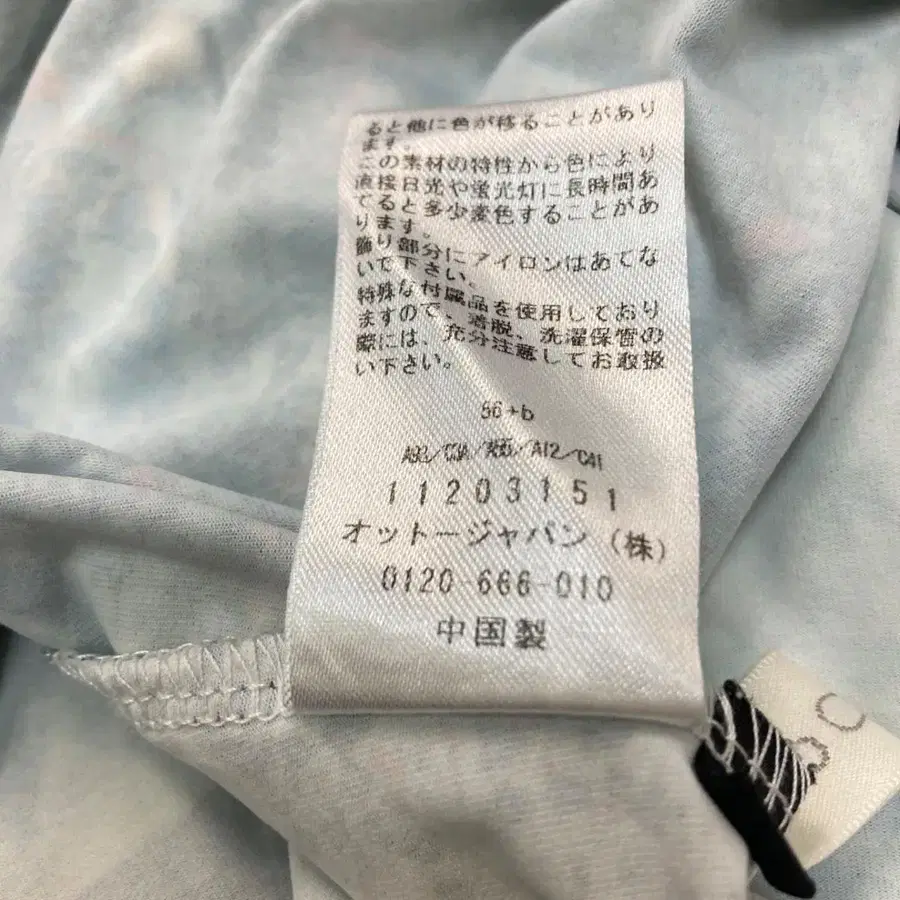 ると他に色が移ることがあり
ます。
この素材の特性から色により
直接日光や蛍光灯に長時間あ
てると多少変色することがあ
ります。
飾り部分にアイロンはあてな
いで下さい。
特殊な付属品を使用しており
ますので、着脱、洗濯保管の
際には、充分注意してお取扱
い下さい。
A12/C41
11203151
オットージャパン（株）
0120-666-010
中国製